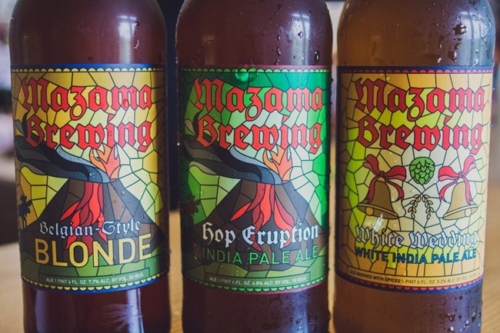 Mazama
Brewing
Belgian-Style
BLONDE
Mazama
Brewing
Hop Eruption
INDIA PALE ALE
Mazama
Brewing
White Wedding
WHITE INDIA PALE ALE